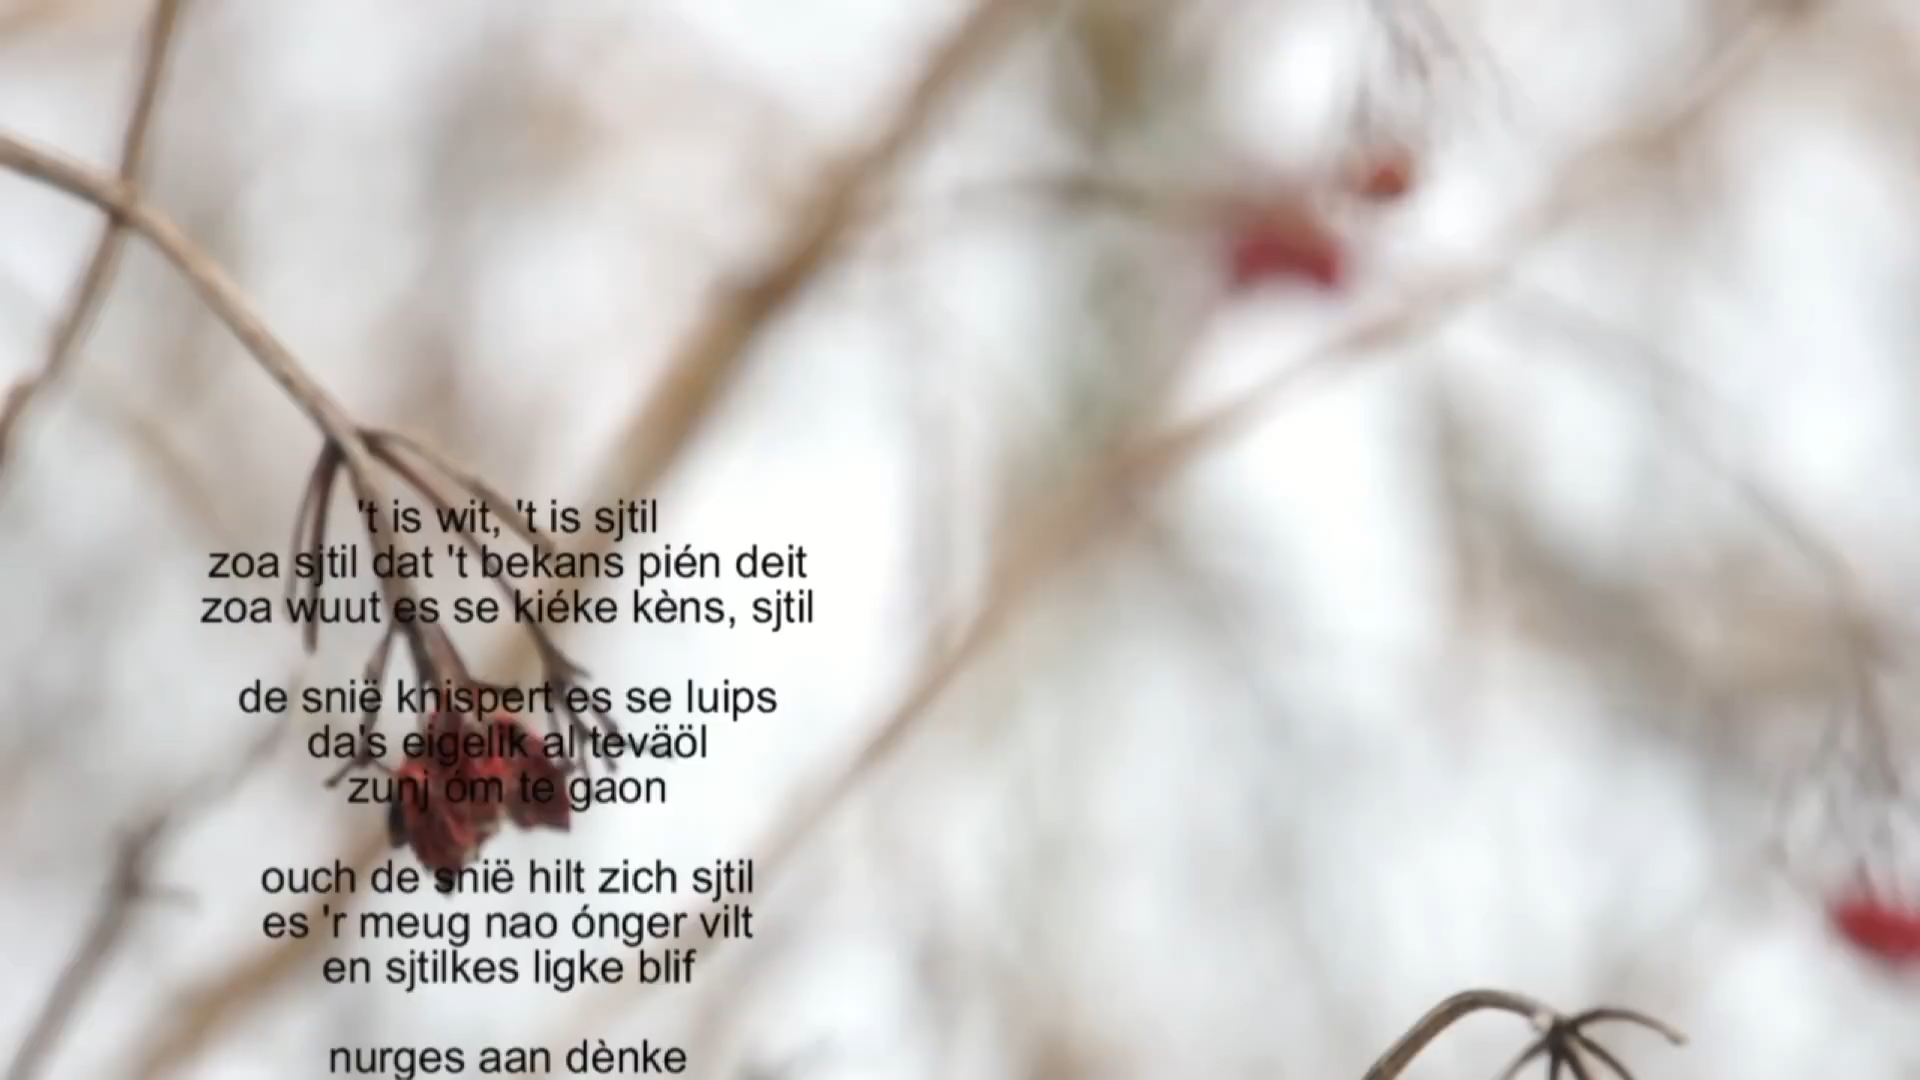 't is wit, 't is sjtil
zoa sjtil dat 't bekans pién deit
zoa wuut es se kiéke kèns, sjtil
de snië knispert es se luips
da's eigelik al teväöl
zunj óm te gaon
ouch de snië hilt zich sjtil
es 'r meug nao ónger vilt
en sjtilkes ligke blif
nurges aan dènke